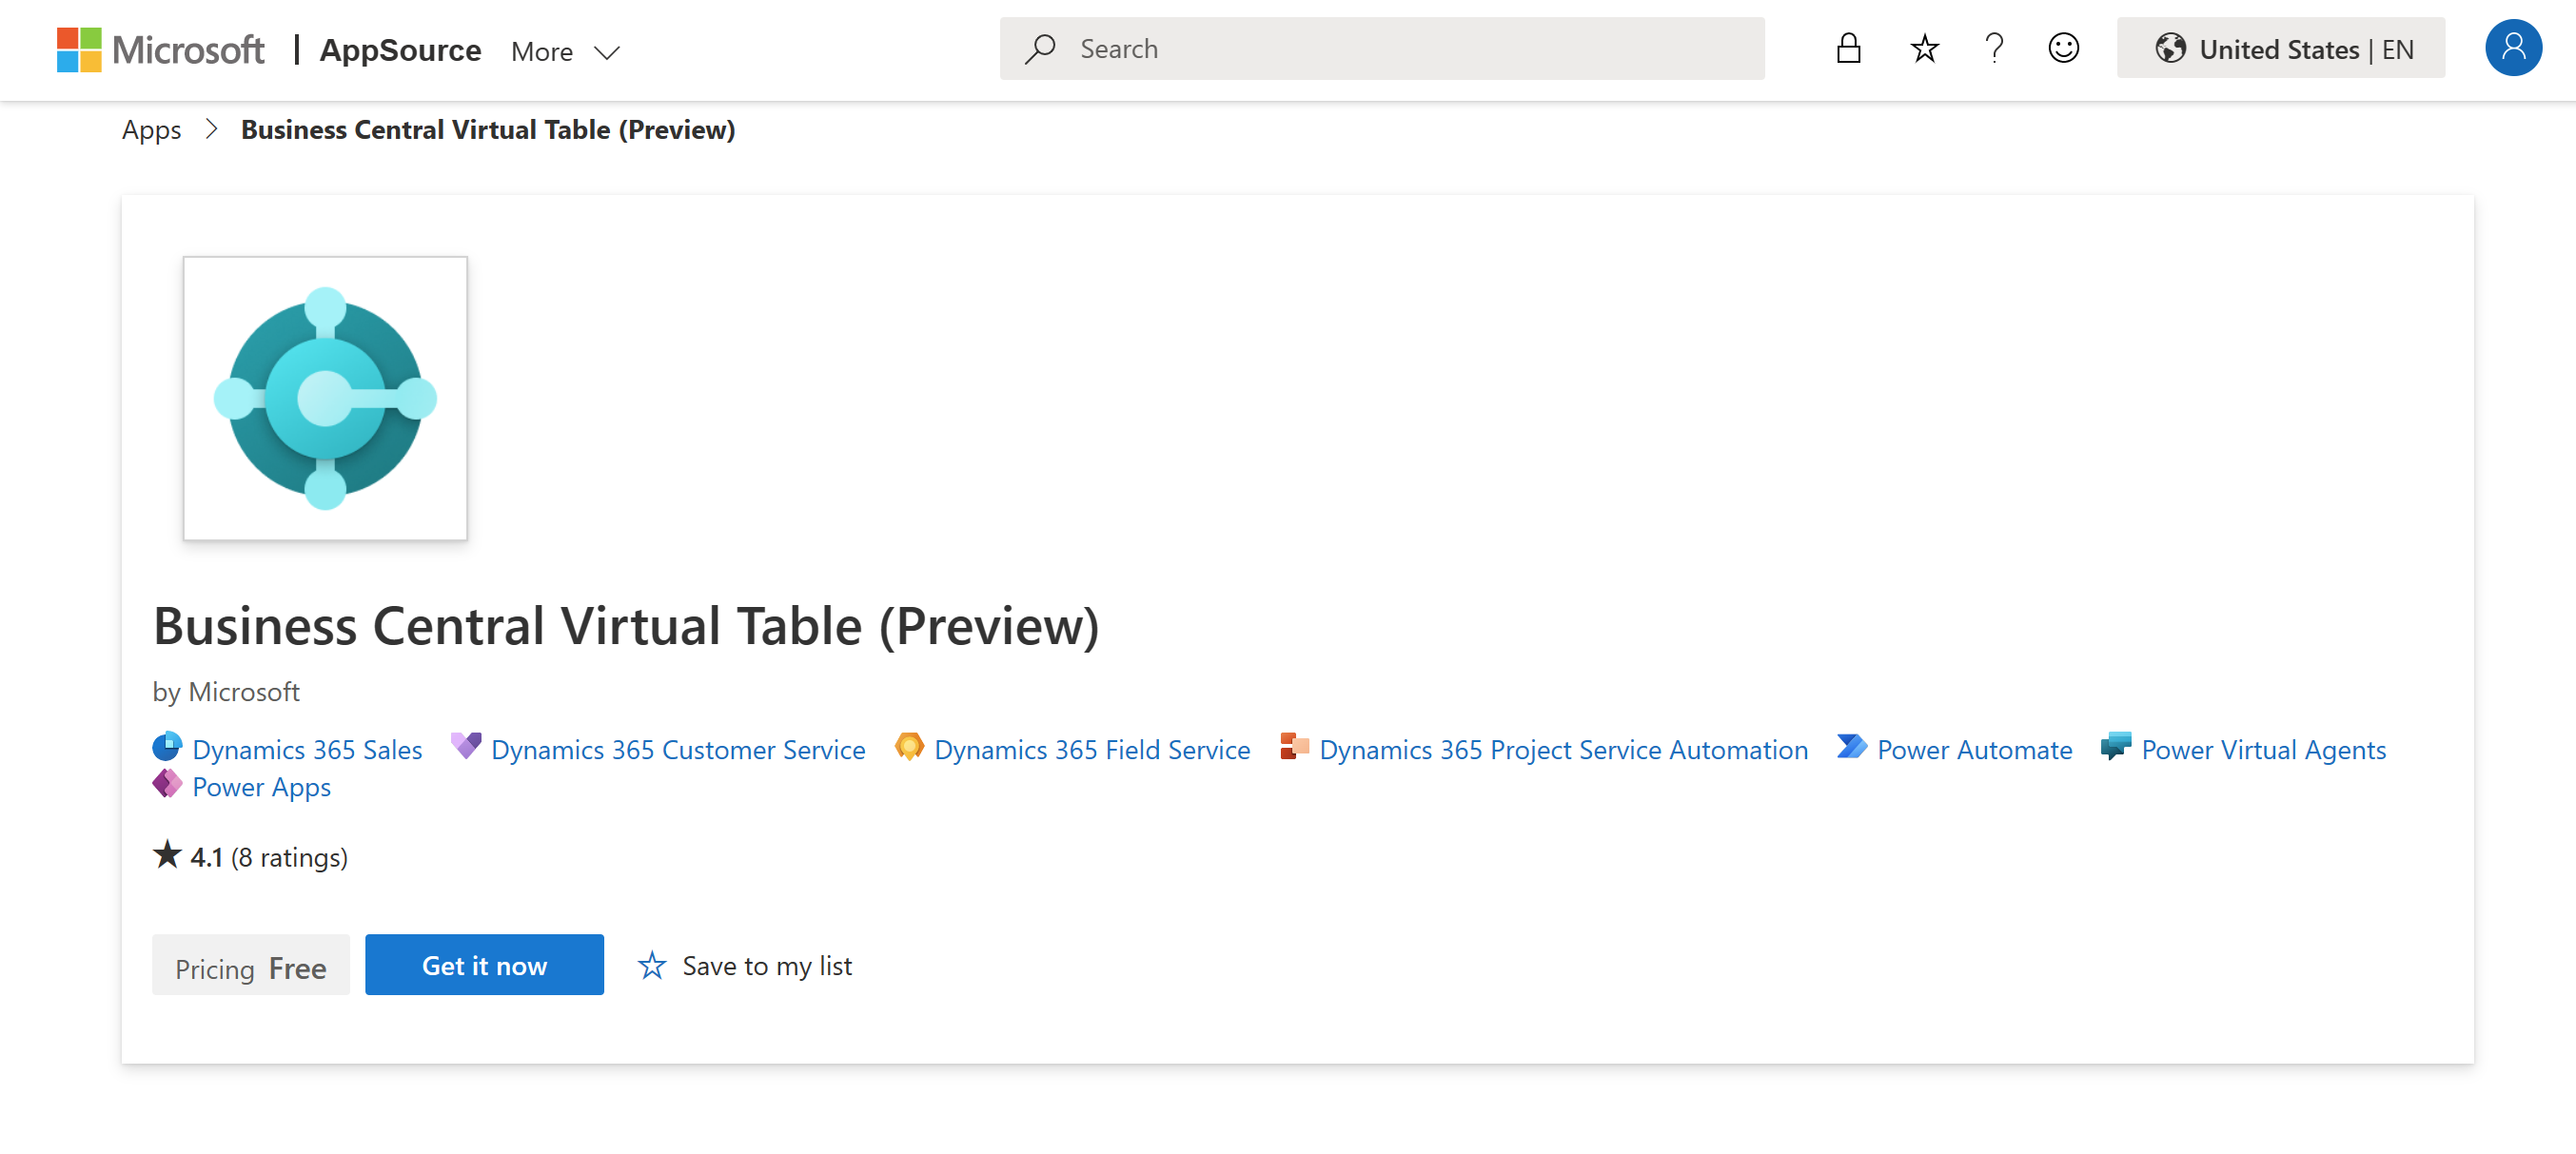 Microsoft | AppSource More Search United States | EN
Apps > Business Central Virtual Table (Preview)
Business Central Virtual Table (Preview)
by Microsoft
Dynamics 365 Sales Dynamics 365 Customer Service Dynamics 365 Field Service Dynamics 365 Project Service Automation Power Automate Power Virtual Agents
Power Apps
★ 4.1 (8 ratings)
Pricing Free Get it now Save to my list